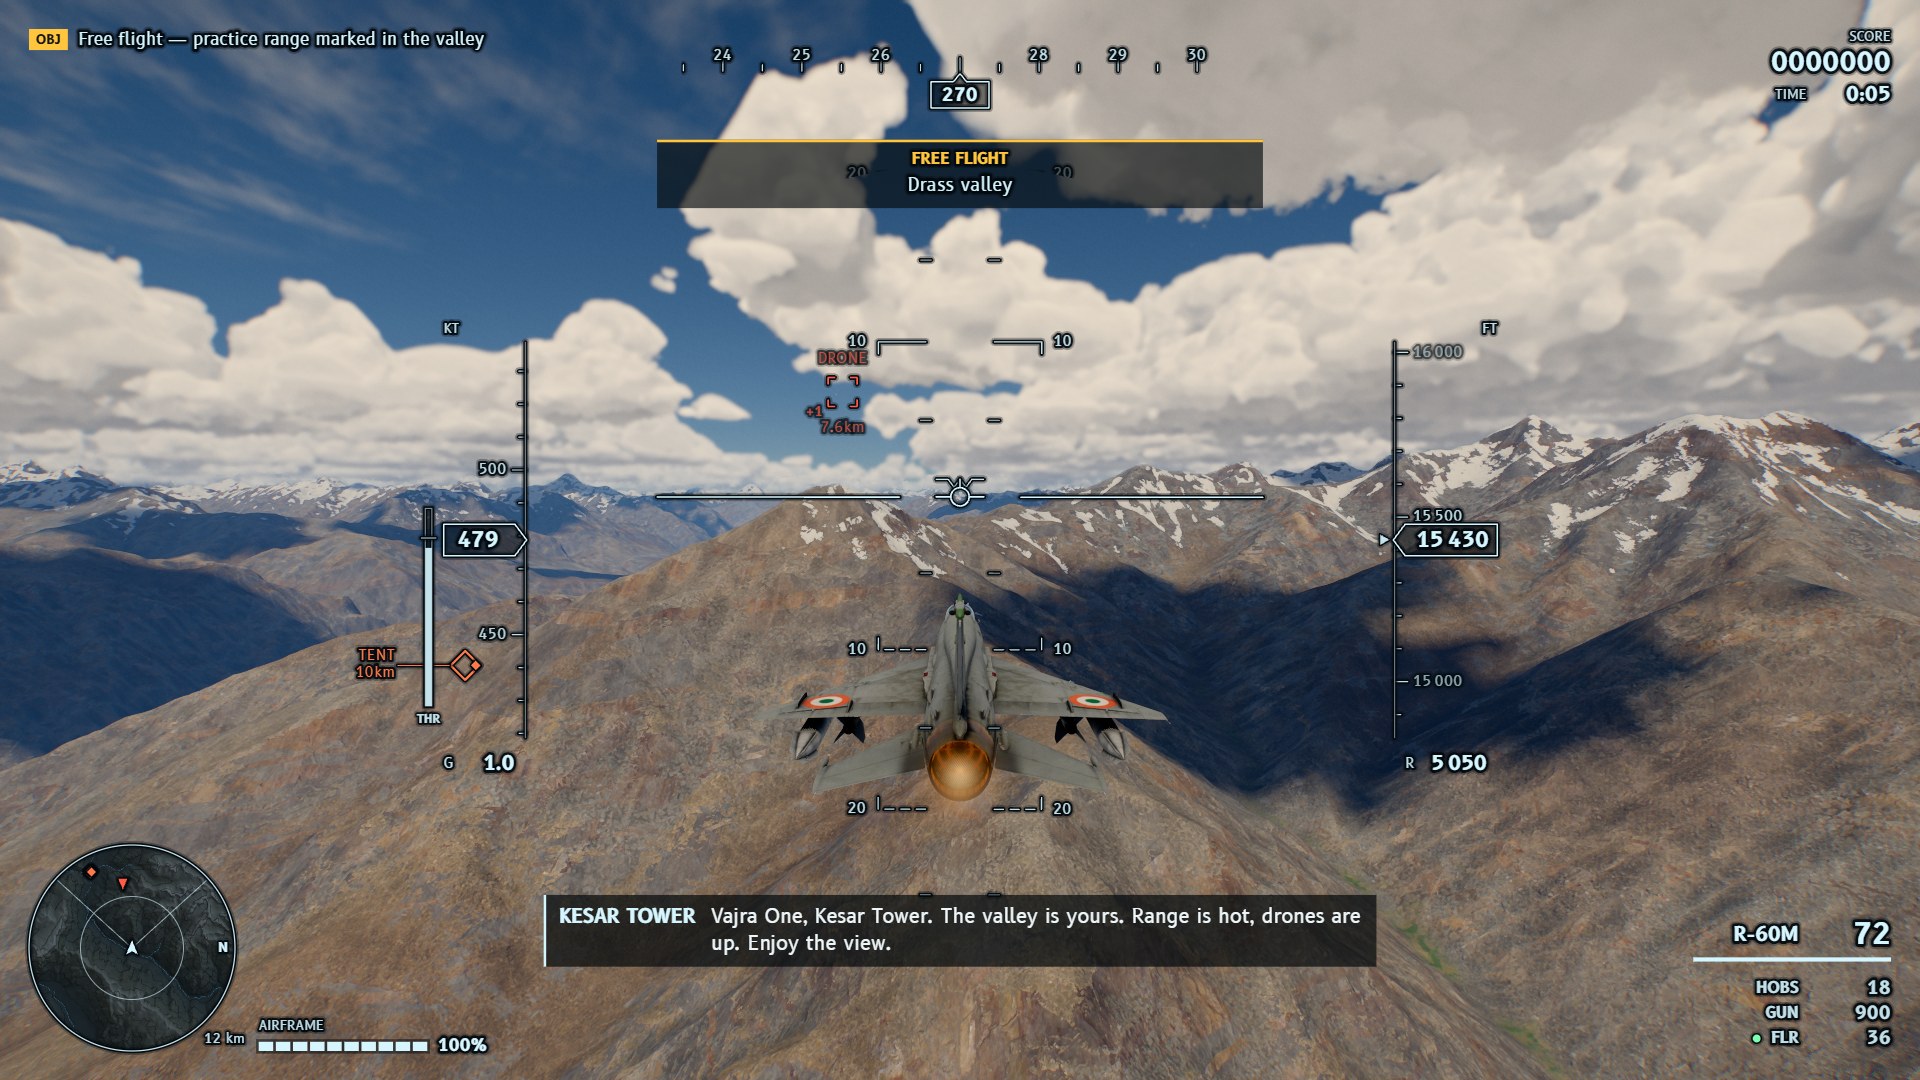 OBJ Free flight — practice range marked in the valley
24 25 26 28 29 30
270
SCORE
0000000
TIME 0:05
FREE FLIGHT
20 Drass valley 20
KT
FT
10 10
DRONE
+1
7.6km
16 000
500
15 500
479
15 430
450
TENT
10km
10 10
15 000
THR
G 1.0
R 5 050
20 20
KESAR TOWER Vajra One, Kesar Tower. The valley is yours. Range is hot, drones are
up. Enjoy the view.
N
12 km
AIRFRAME
100%
R-60M 72
HOBS 18
GUN 900
FLR 36